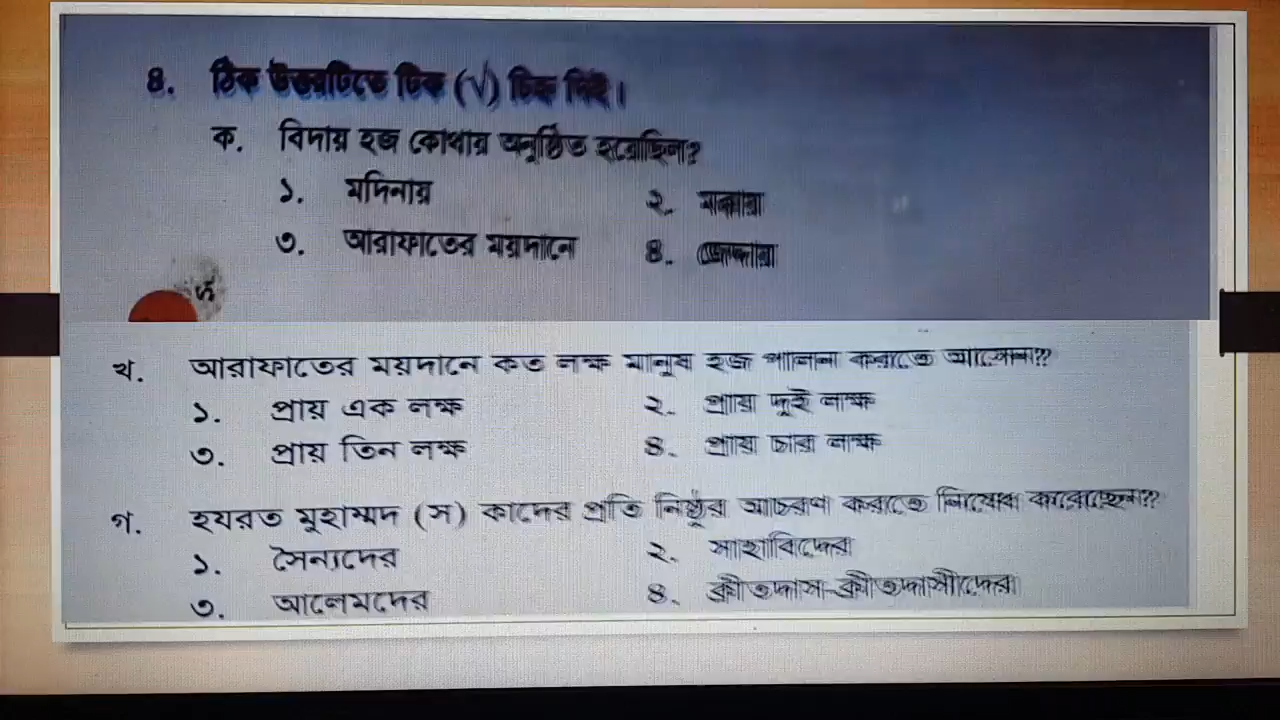 ৪. ঠিক উত্তরটিতে টিক (√) চিহ্ন দিই।
ক. বিদায় হজ কোথায় অনুষ্ঠিত হয়েছিল?
১. মদিনায় ২. মক্কায়
৩. আরাফাতের ময়দানে ৪. জেদ্দায়
খ. আরাফাতের ময়দানে কত লক্ষ মানুষ হজ পালন করতে আসেন?
১. প্রায় এক লক্ষ ২. প্রায় দুই লক্ষ
৩. প্রায় তিন লক্ষ ৪. প্রায় চার লক্ষ
গ. হযরত মুহাম্মদ (স) কাদের প্রতি নিষ্ঠুর আচরণ করতে নিষেধ করেছেন?
১. সৈন্যদের ২. সাহাবিদের
৩. আলেমদের ৪. ক্রীতদাস-ক্রীতদাসীদের